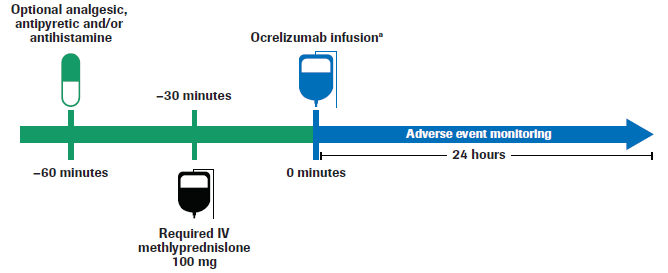 Optional analgesic,
antipyretic and/or
antihistamine
Ocrelizumab infusionª
–30 minutes
Adverse event monitoring
24 hours
–60 minutes
0 minutes
Required IV
methlyprednislone
100 mg